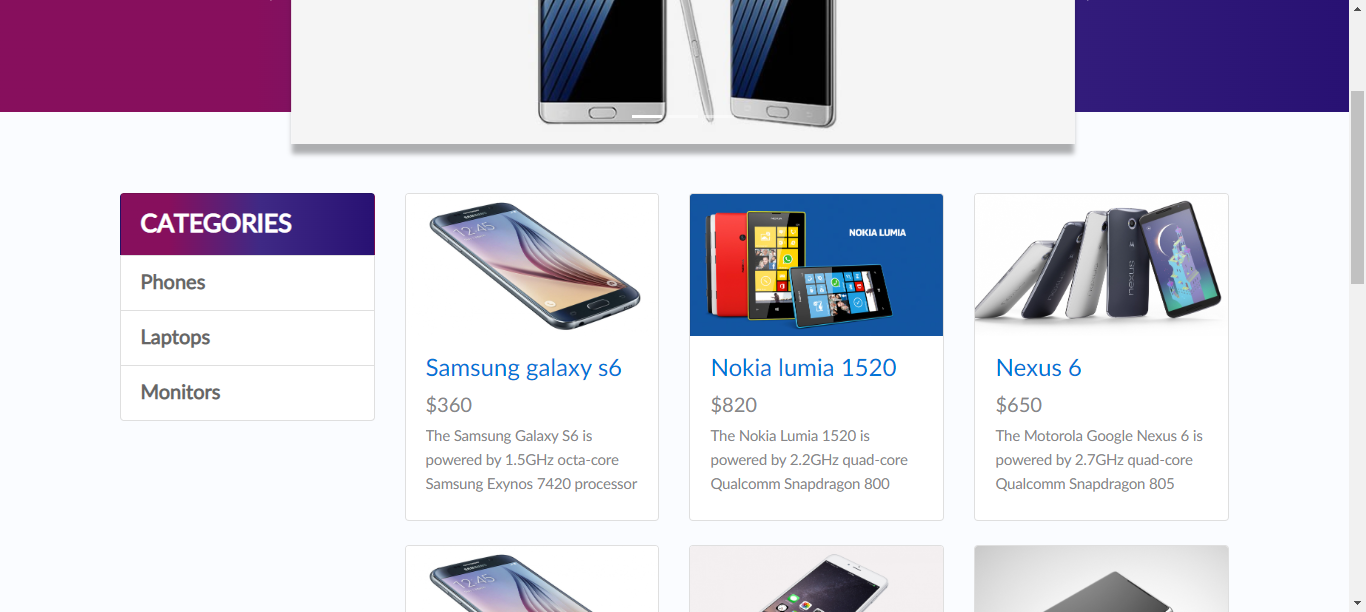 CATEGORIES
Phones
Laptops
Monitors
12:45
NOKIA LUMIA
nexus
Samsung galaxy s6
$360
The Samsung Galaxy S6 is
powered by 1.5GHz octa-core
Samsung Exynos 7420 processor
Nokia lumia 1520
$820
The Nokia Lumia 1520 is
powered by 2.2GHz quad-core
Qualcomm Snapdragon 800
Nexus 6
$650
The Motorola Google Nexus 6 is
powered by 2.7GHz quad-core
Qualcomm Snapdragon 805